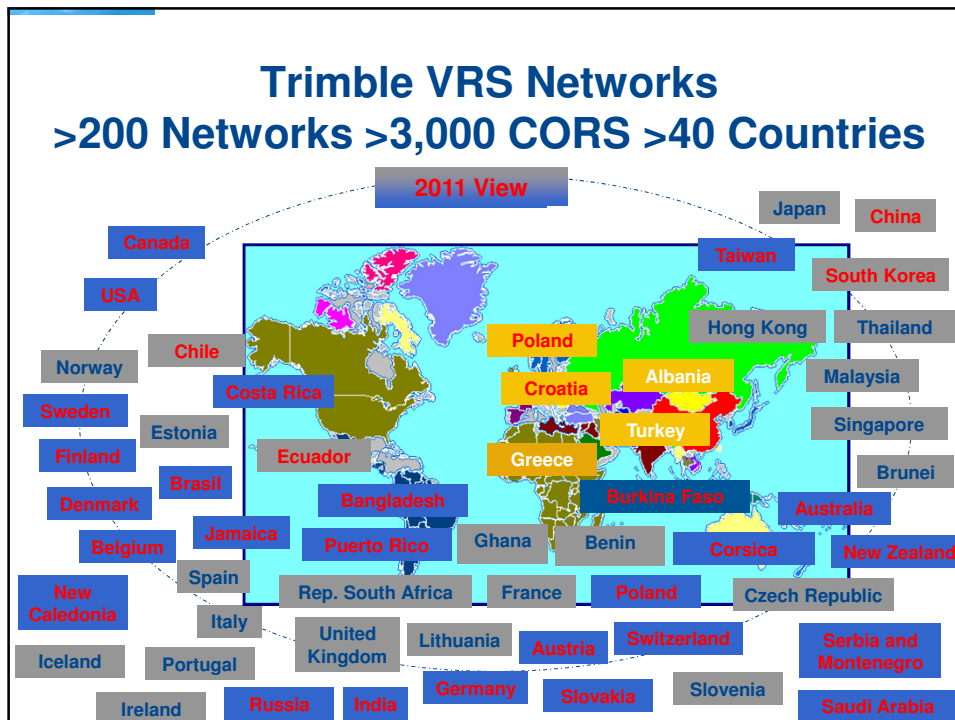 Trimble VRS Networks
>200 Networks >3,000 CORS >40 Countries
2011 View
Japan
China
Canada
Taiwan
South Korea
USA
Hong Kong
Thailand
Poland
Chile
Norway
Albania
Malaysia
Costa Rica
Croatia
Sweden
Singapore
Estonia
Turkey
Finland
Ecuador
Greece
Brunei
Brasil
Denmark
Bangladesh
Burkina Faso
Australia
Jamaica
Belgium
Puerto Rico
Ghana
Benin
Corsica
New Zealand
Spain
New
Caledonia
Rep. South Africa
France
Poland
Czech Republic
Italy
United
Kingdom
Lithuania
Austria
Switzerland
Serbia and
Montenegro
Iceland
Portugal
Germany
Slovakia
Slovenia
Ireland
Russia
India
Saudi Arabia